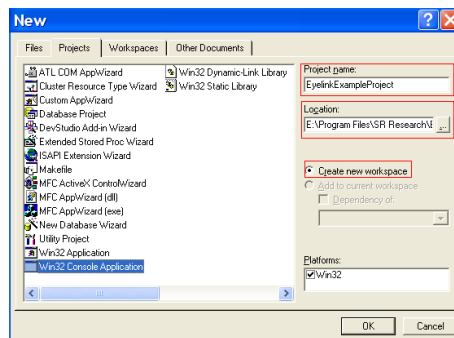 New
Files
Projects
Workspaces
Other Documents
ATL COM AppWizard
Cluster Resource Type Wizard
Custom AppWizard
Database Project
DevStudio Add-in Wizard
Extended Stored Proc Wizard
ISAPI Extension Wizard
Makefile
MFC ActiveX ControlWizard
MFC AppWizard (dll)
MFC AppWizard (exe)
New Database Wizard
Utility Project
Win32 Application
Win32 Console Application
Win32 Dynamic-Link Library
Win32 Static Library
Project name:
EyelinkExampleProject
Location:
E:\Program Files\SR Research\E
...
Create new workspace
Add to current workspace
Dependency of:
Platforms:
Win32
OK
Cancel